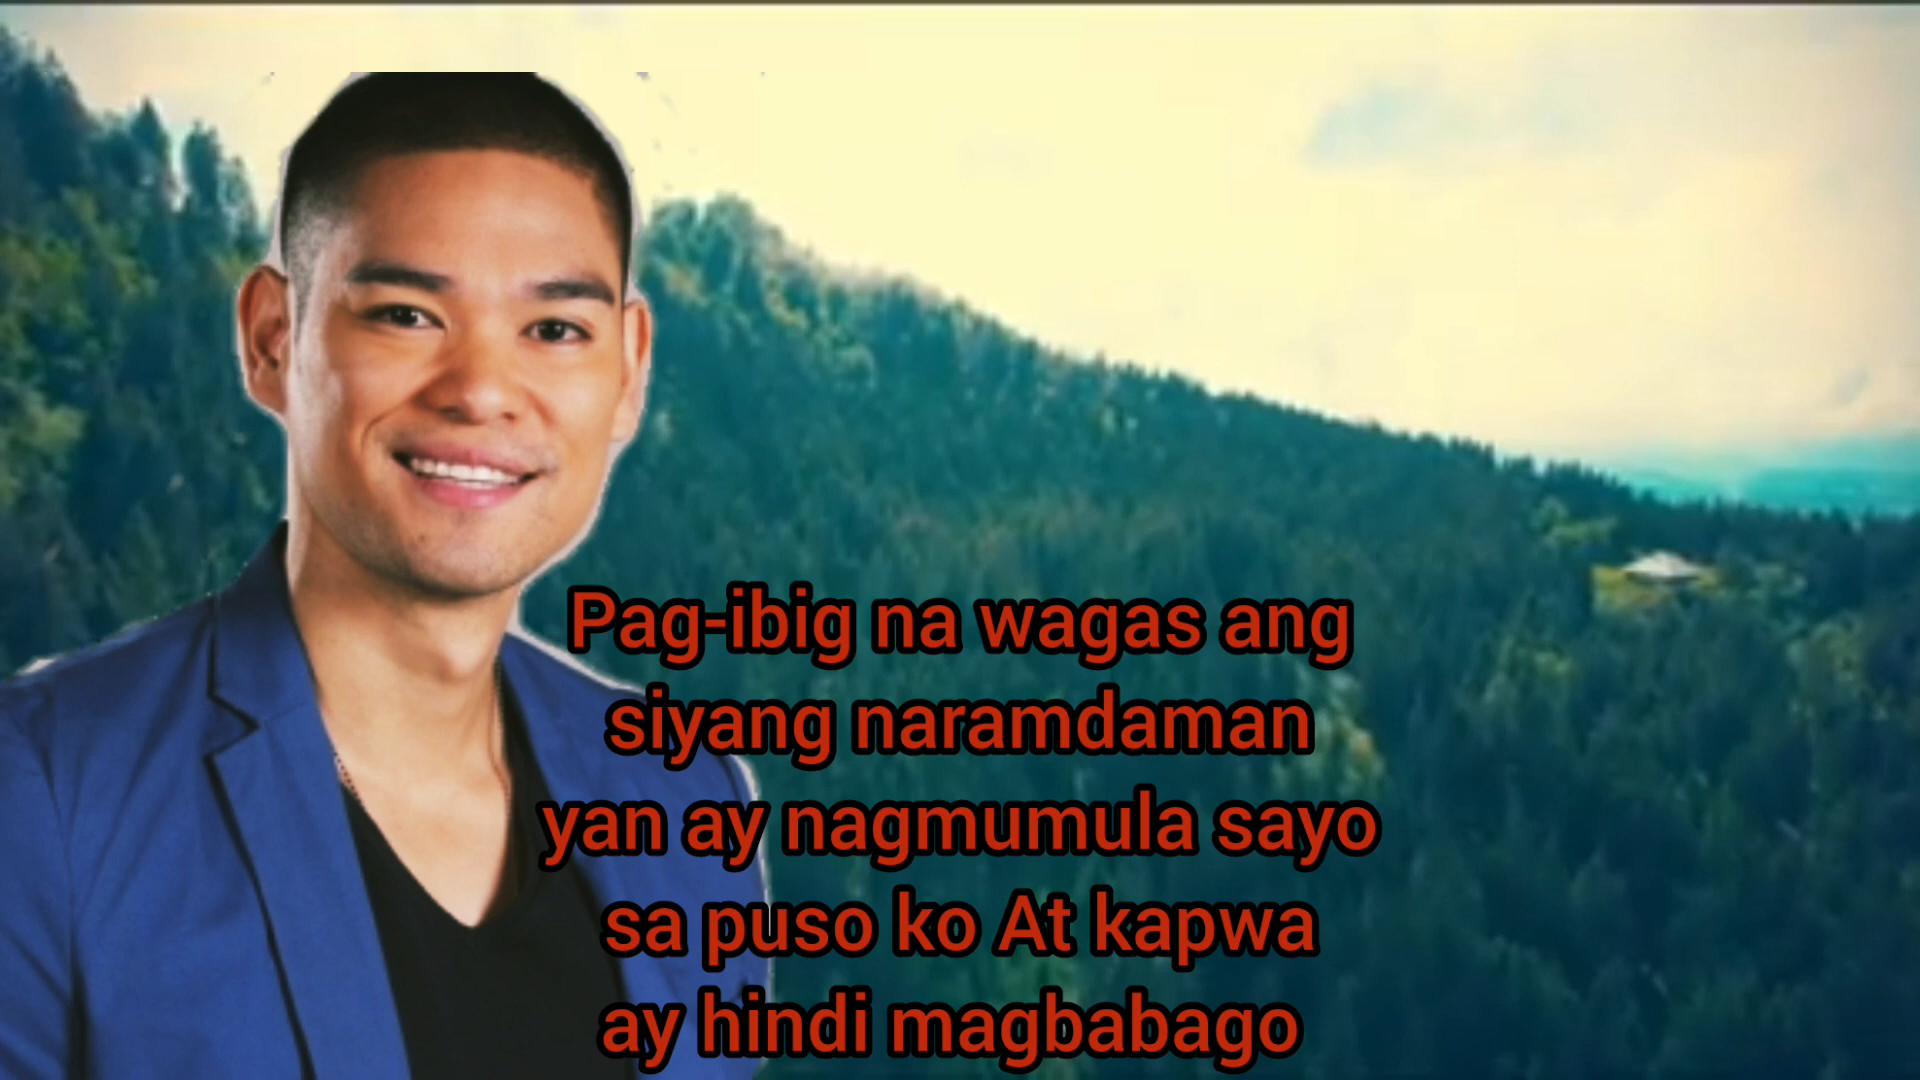 Pag-ibig na wagas ang
siyang naramdaman
yan ay nagmumula sayo
sa puso ko At kapwa
ay hindi magbabago